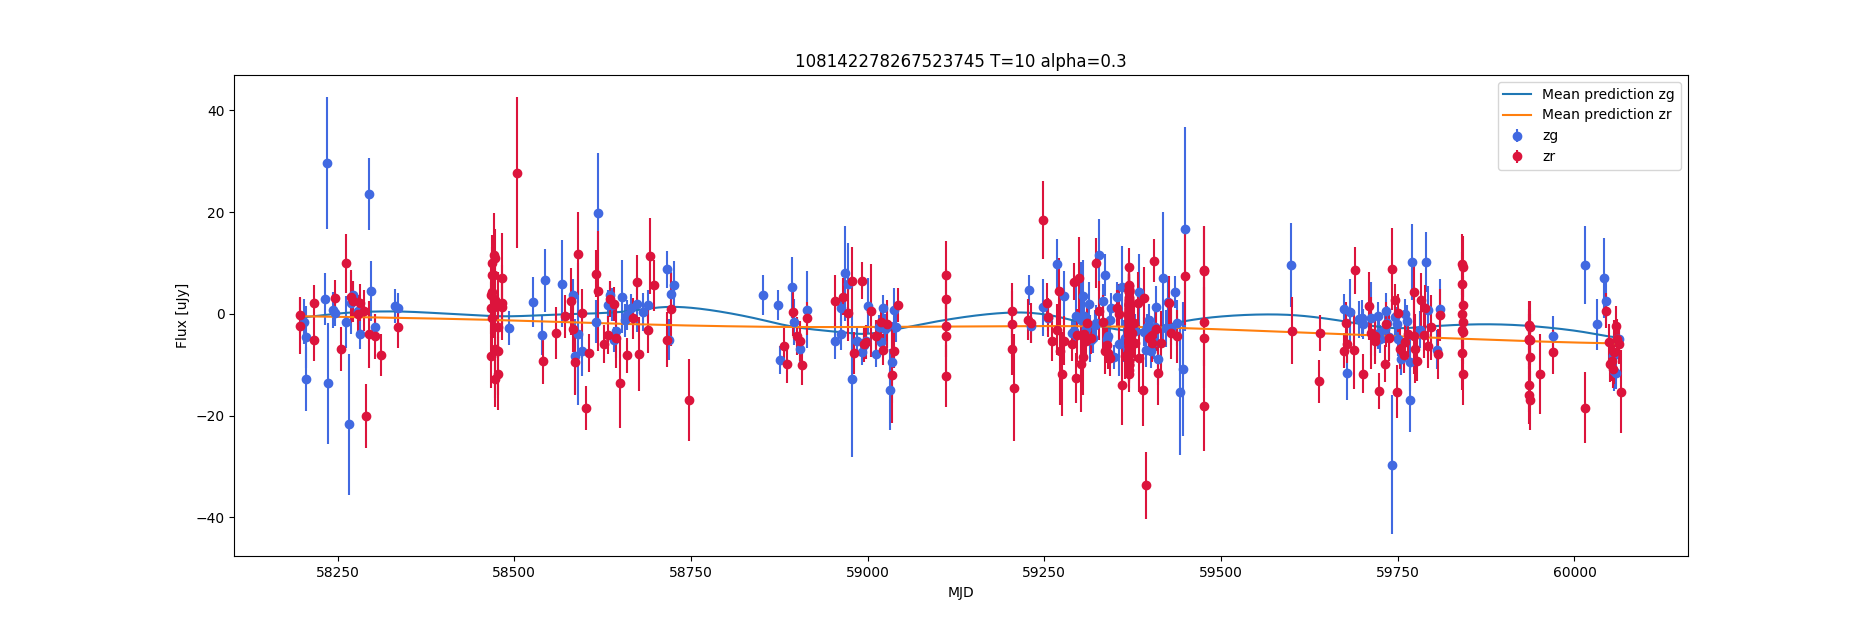 108142278267523745 T=10 alpha=0.3
Mean prediction zg
Mean prediction zr
zg
zr
Flux [uJy]
40
20
0
−20
−40
58250 58500 58750 59000 59250 59500 59750 60000
MJD